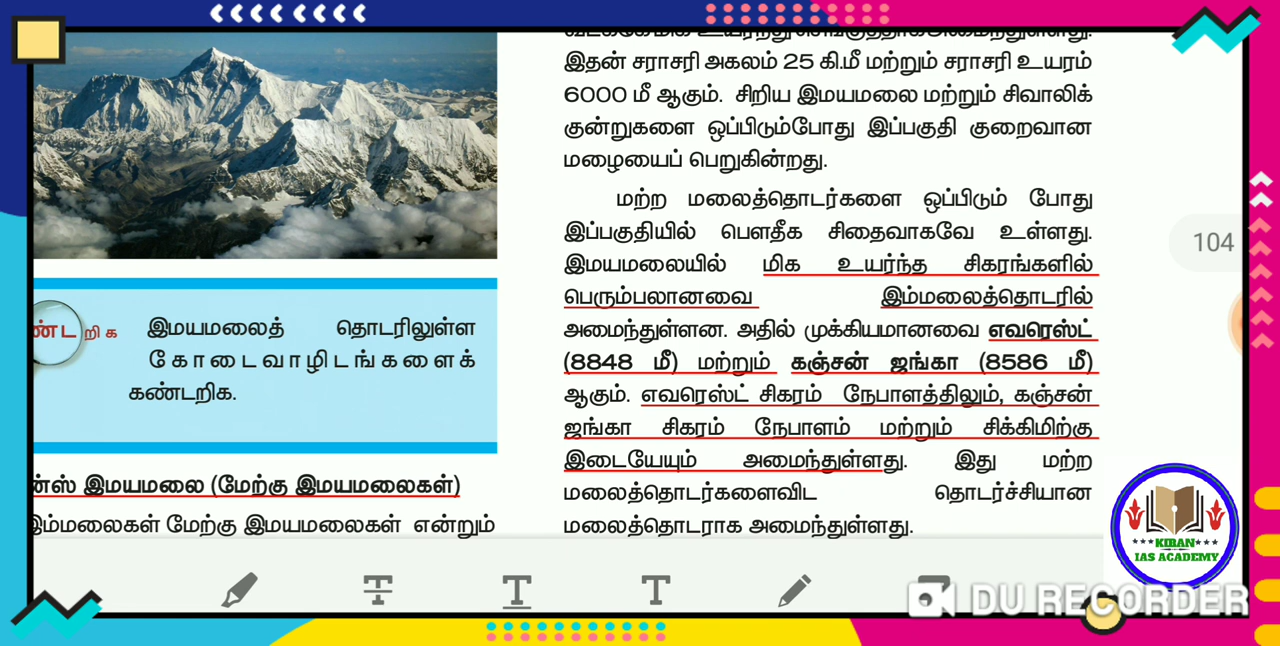 இதன் சராசரி அகலம் 25 கி.மீ மற்றும் சராசரி உயரம்
6000 மீ ஆகும். சிறிய இமயமலை மற்றும் சிவாலிக்
குன்றுகளை ஒப்பிடும்போது இப்பகுதி குறைவான
மழையைப் பெறுகின்றது.
மற்ற மலைத்தொடர்களை ஒப்பிடும் போது
இப்பகுதியில் பௌதீக சிதைவாகவே உள்ளது.
இமயமலையில் மிக உயர்ந்த சிகரங்களில்
பெரும்பலானவை இம்மலைத்தொடரில்
அமைந்துள்ளன. அதில் முக்கியமானவை எவரெஸ்ட்
(8848 மீ) மற்றும் கஞ்சன் ஜங்கா (8586 மீ)
ஆகும். எவரெஸ்ட் சிகரம் நேபாளத்திலும், கஞ்சன்
ஜங்கா சிகரம் நேபாளம் மற்றும் சிக்கிமிற்கு
இடையேயும் அமைந்துள்ளது. இது மற்ற
மலைத்தொடர்களைவிட தொடர்ச்சியான
மலைத்தொடராக அமைந்துள்ளது.
ண்டறிக
இமயமலைத் தொடரிலுள்ள
கோடைவாழிடங்களைக்
கண்டறிக.
ன்ஸ் இமயமலை (மேற்கு இமயமலைகள்)
இம்மலைகள் மேற்கு இமயமலைகள் என்றும்
104
KIRAN
IAS ACADEMY
DU RECORDER